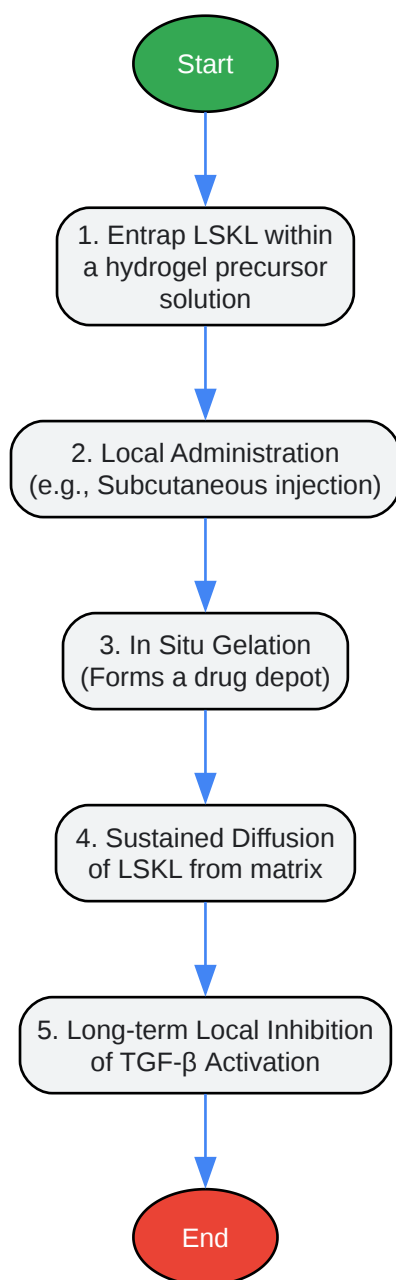 Start
1. Entrap LSKL within
a hydrogel precursor
solution
2. Local Administration
(e.g., Subcutaneous injection)
3. In Situ Gelation
(Forms a drug depot)
4. Sustained Diffusion
of LSKL from matrix
5. Long-term Local Inhibition
of TGF-β Activation
End